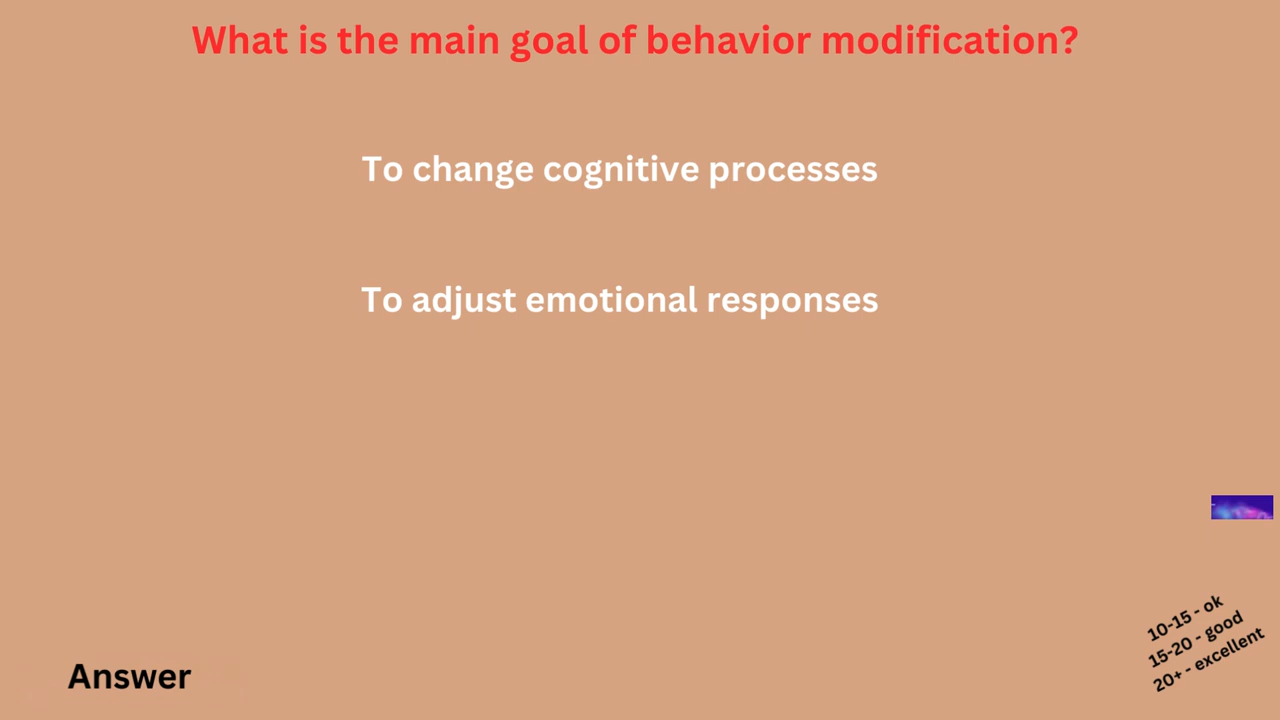 What is the main goal of behavior modification?
To change cognitive processes
To adjust emotional responses
Answer
10-15 - ok
15-20 - good
20+ - excellent